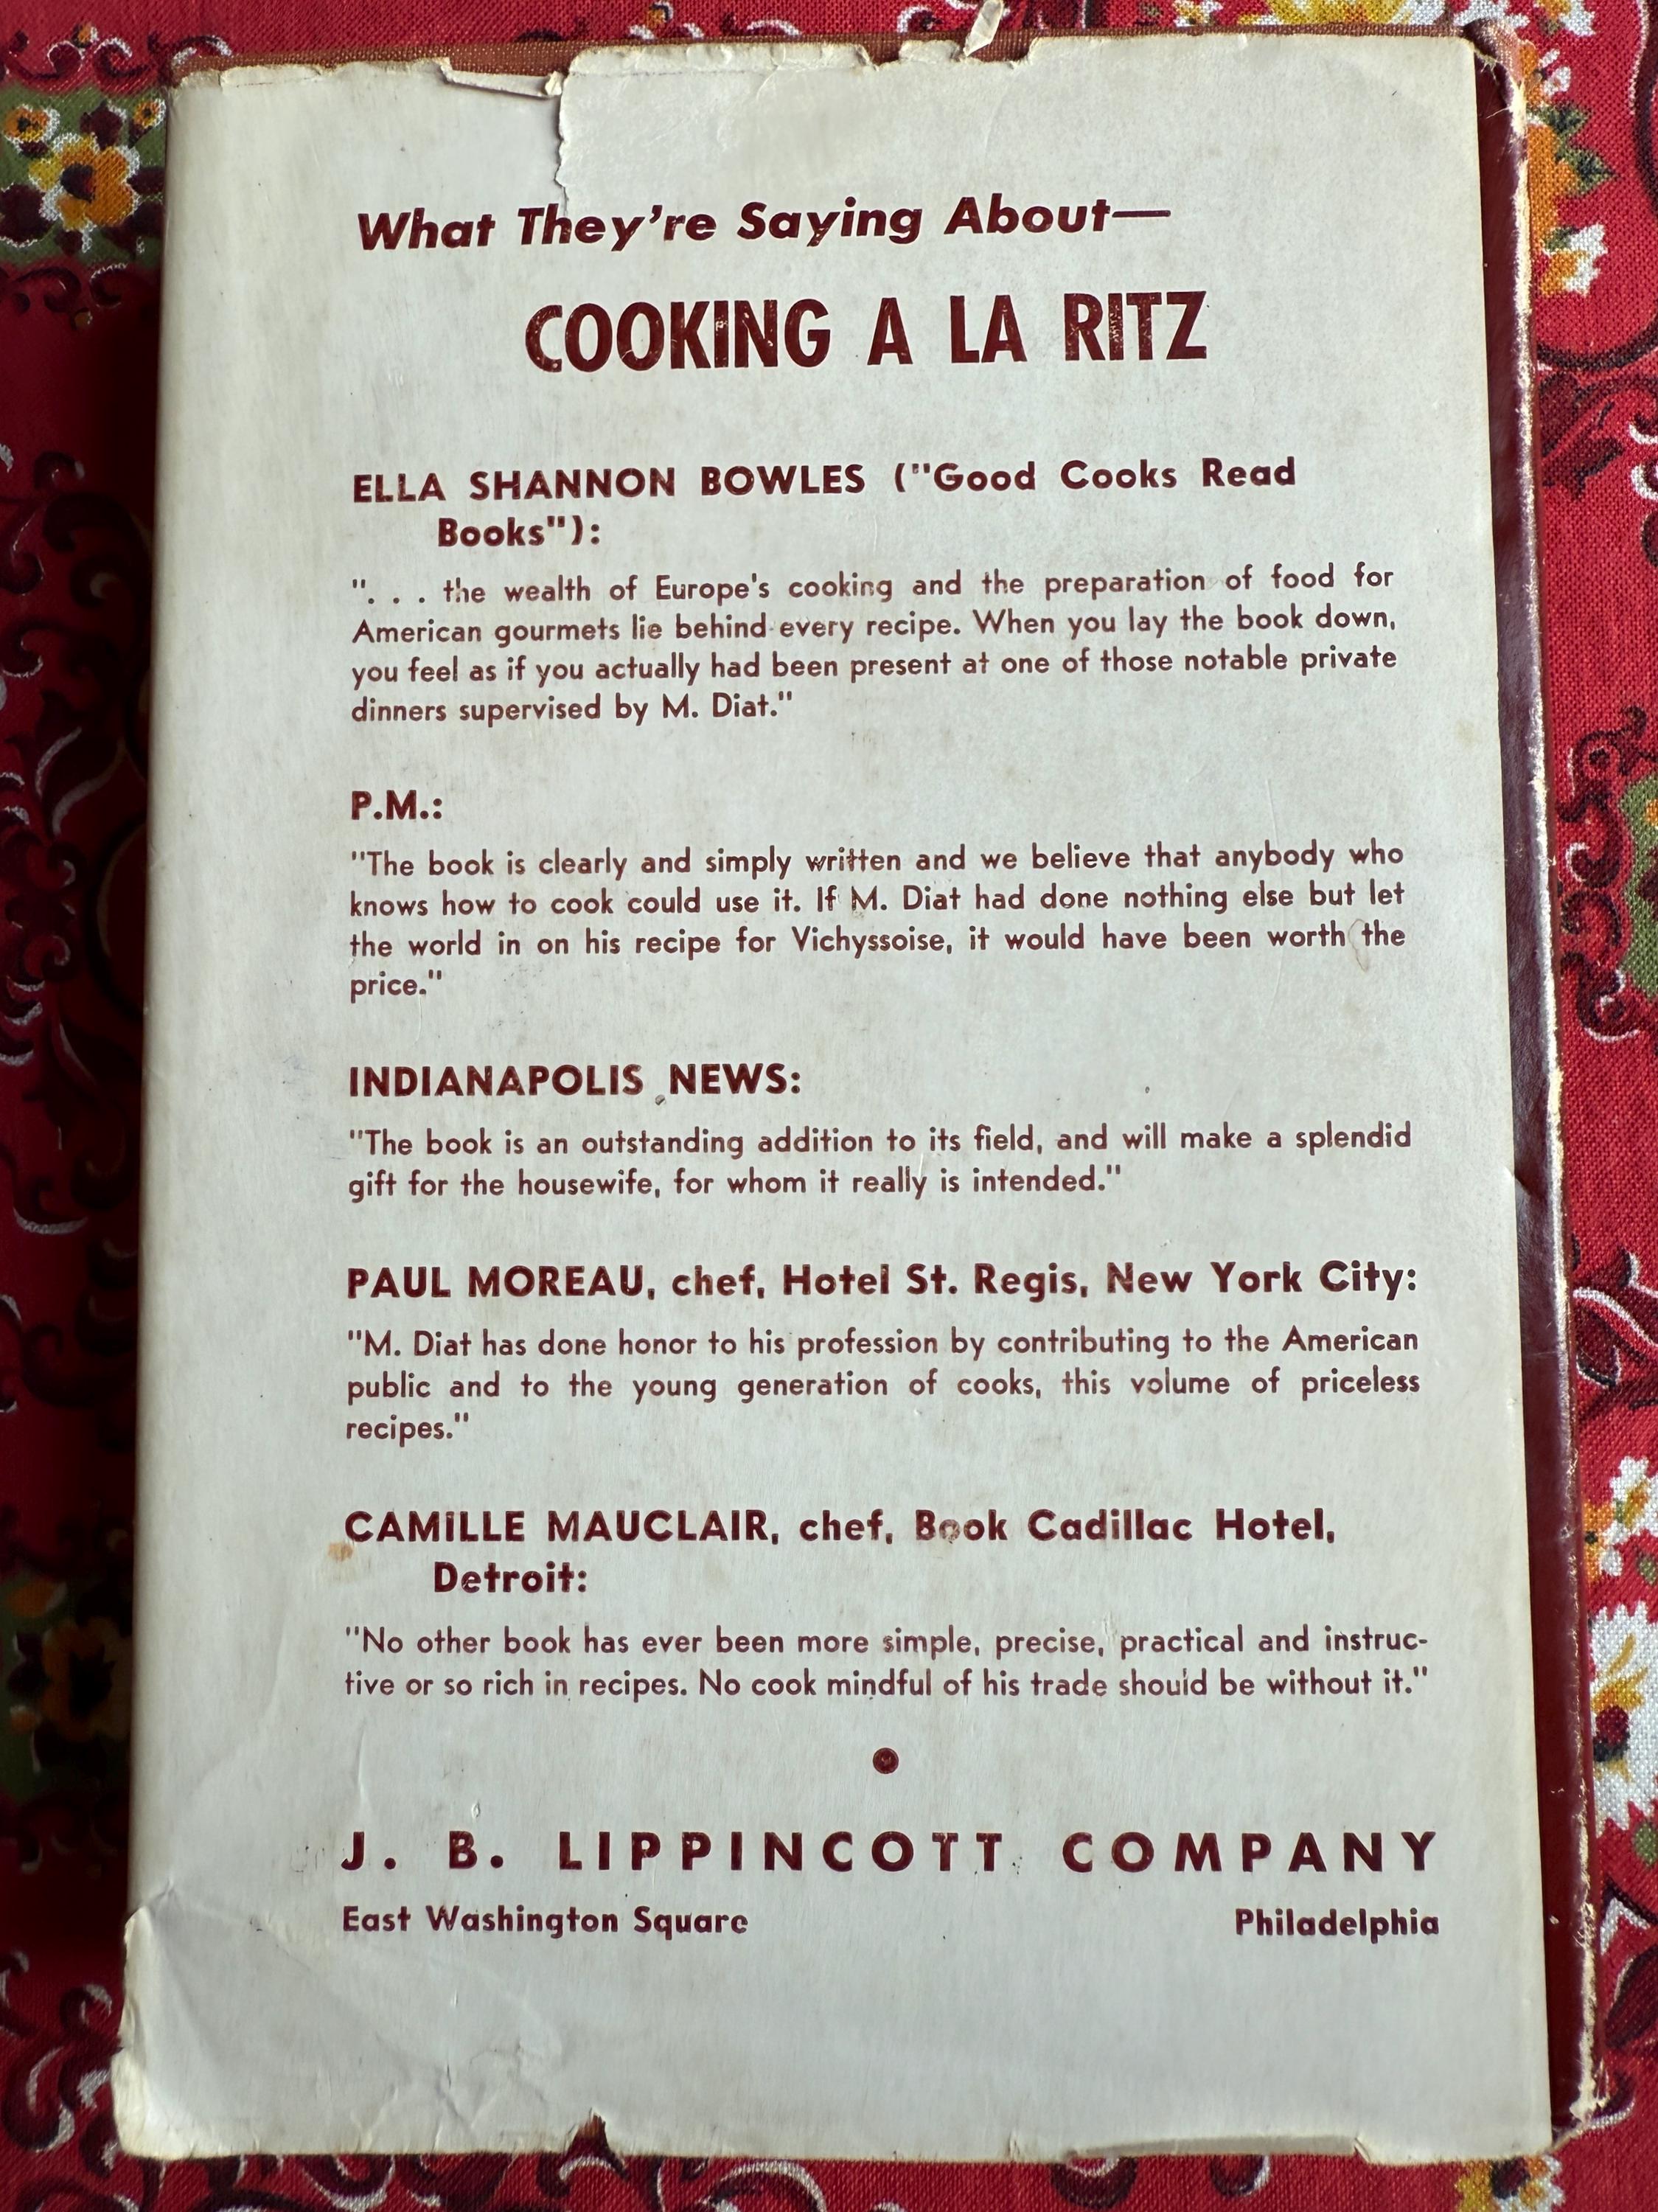 What They're Saying About—
COOKING A LA RITZ
ELLA SHANNON BOWLES ("Good Cooks Read
Books"):
". . . the wealth of Europe's cooking and the preparation of food for
American gourmets lie behind every recipe. When you lay the book down,
you feel as if you actually had been present at one of those notable private
dinners supervised by M. Diat."
P.M.:
"The book is clearly and simply written and we believe that anybody who
knows how to cook could use it. If M. Diat had done nothing else but let
the world in on his recipe for Vichyssoise, it would have been worth the
price."
INDIANAPOLIS NEWS:
"The book is an outstanding addition to its field, and will make a splendid
gift for the housewife, for whom it really is intended."
PAUL MOREAU, chef, Hotel St. Regis, New York City:
"M. Diat has done honor to his profession by contributing to the American
public and to the young generation of cooks, this volume of priceless
recipes."
CAMILLE MAUCLAIR, chef, Book Cadillac Hotel,
Detroit:
"No other book has ever been more simple, precise, practical and instruc-
tive or so rich in recipes. No cook mindful of his trade should be without it."
J. B. LIPPINCOTT COMPANY
East Washington Square Philadelphia